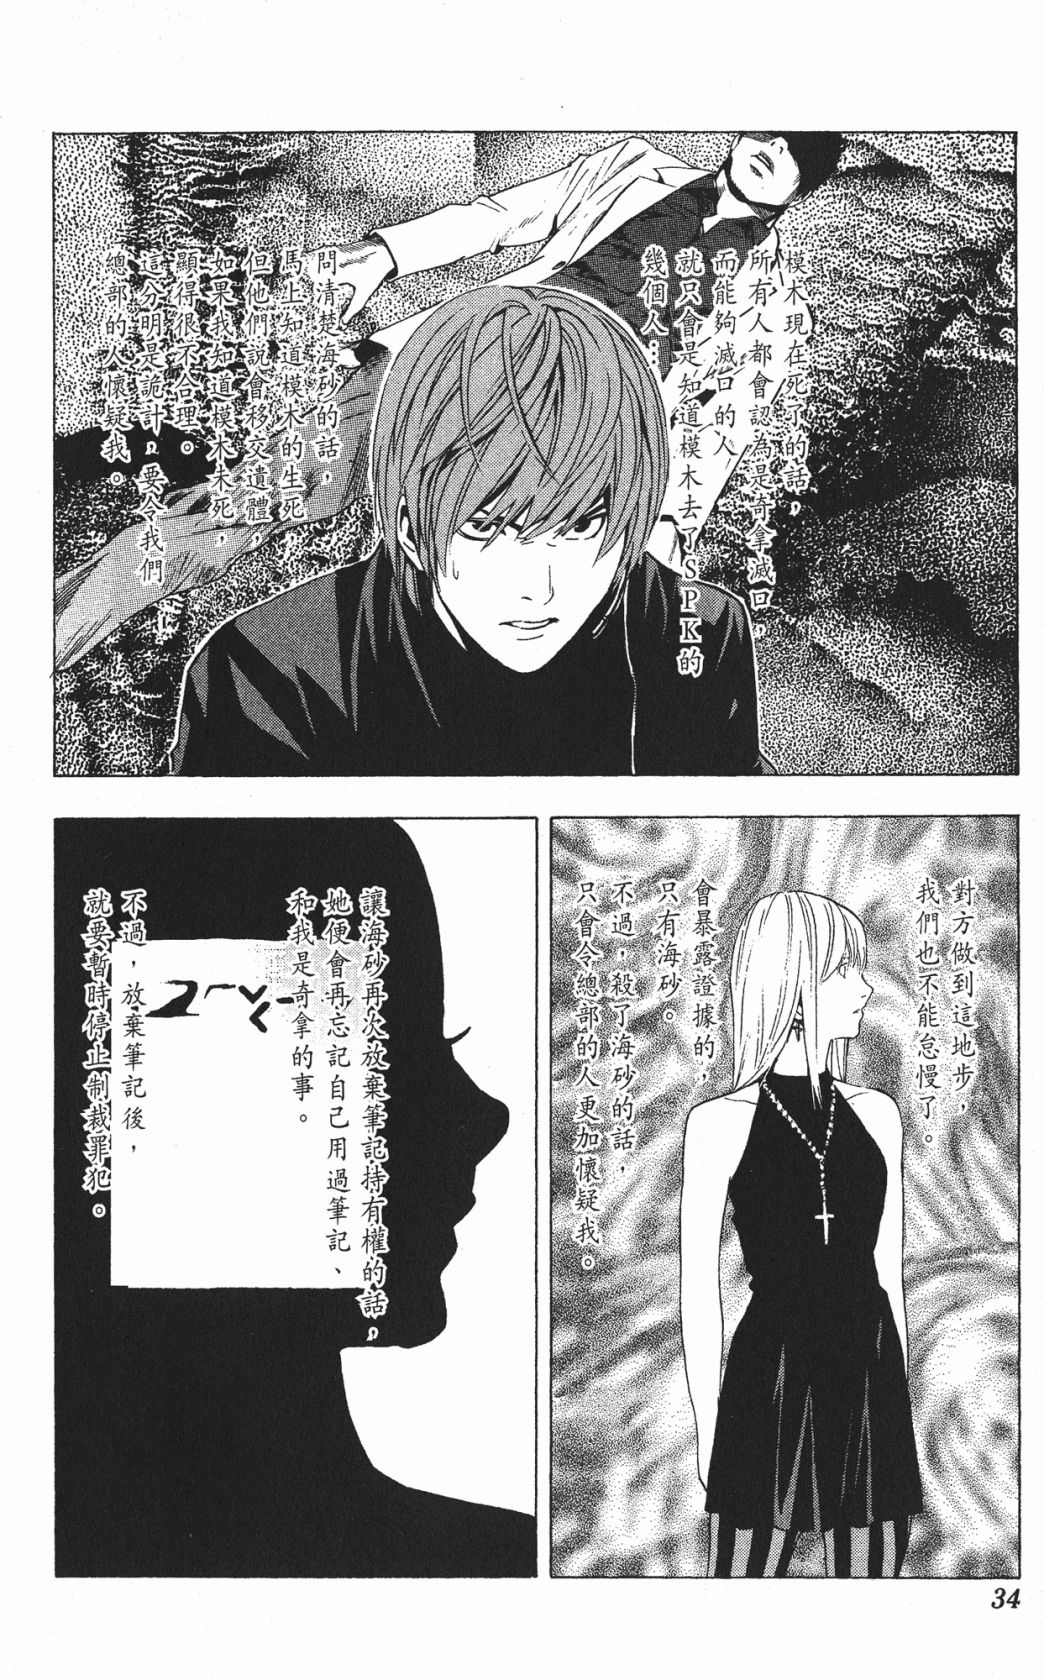 模木現在死了的話，
所有人都會認為是奇拿滅口，
而能夠滅口的人
就只會是知道模木去了ＳＰＫ的
幾個人…
問清楚海砂的話，
馬上知道模木的生死，
但他們說會移交遺體，
如果我知道模木未死，
顯得很不合理。
這分明是詭計，要令我們
總部的人懷疑我。
對方做到這地步，
我們也不能怠慢了。
會暴露證據的，
只有海砂。
不過，殺了海砂的話，
只會令總部的人更加懷疑我。
讓海砂再次放棄筆記持有權的話，
她便會再忘記自己用過筆記、
和我是奇拿的事。
不過，放棄筆記後，
就要暫時停止制裁罪犯。
34